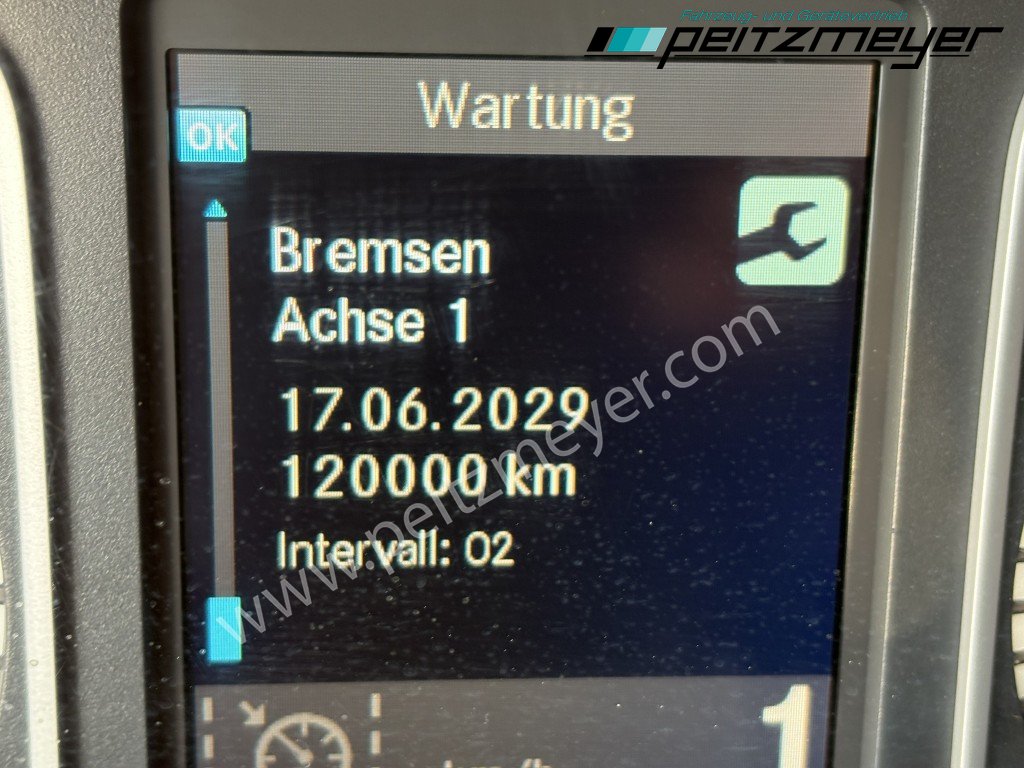 Fahrzeug- und Gerätevertrieb
peitzmeyer
Wartung
OK
Bremsen
Achse 1
17.06.2029
120000 km
Intervall: 02
www.peitzmeyer.com
1